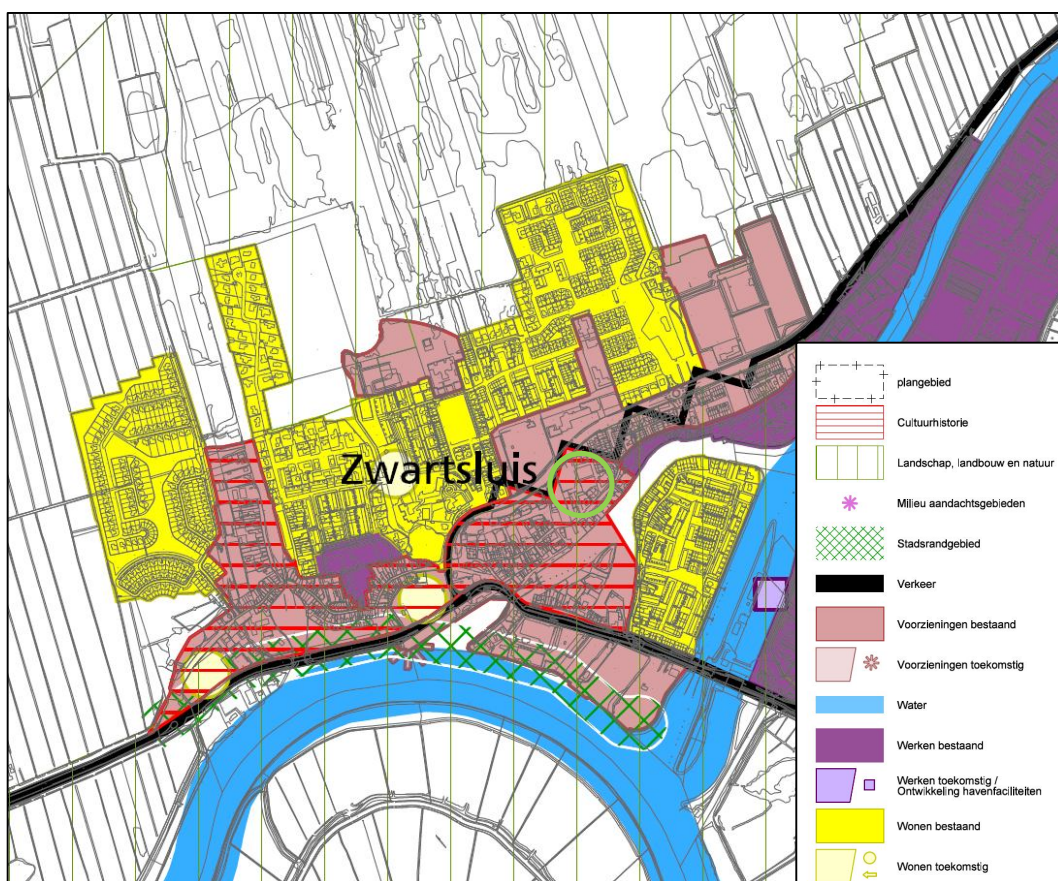 Zwartsluis
plangebied
Cultuurhistorie
Landschap, landbouw en natuur
Milieu aandachtsgebieden
Stadsrandgebied
Verkeer
Voorzieningen bestaand
Voorzieningen toekomstig
Water
Werken bestaand
Werken toekomstig /
Ontwikkeling havenfaciliteiten
Wonen bestaand
Wonen toekomstig